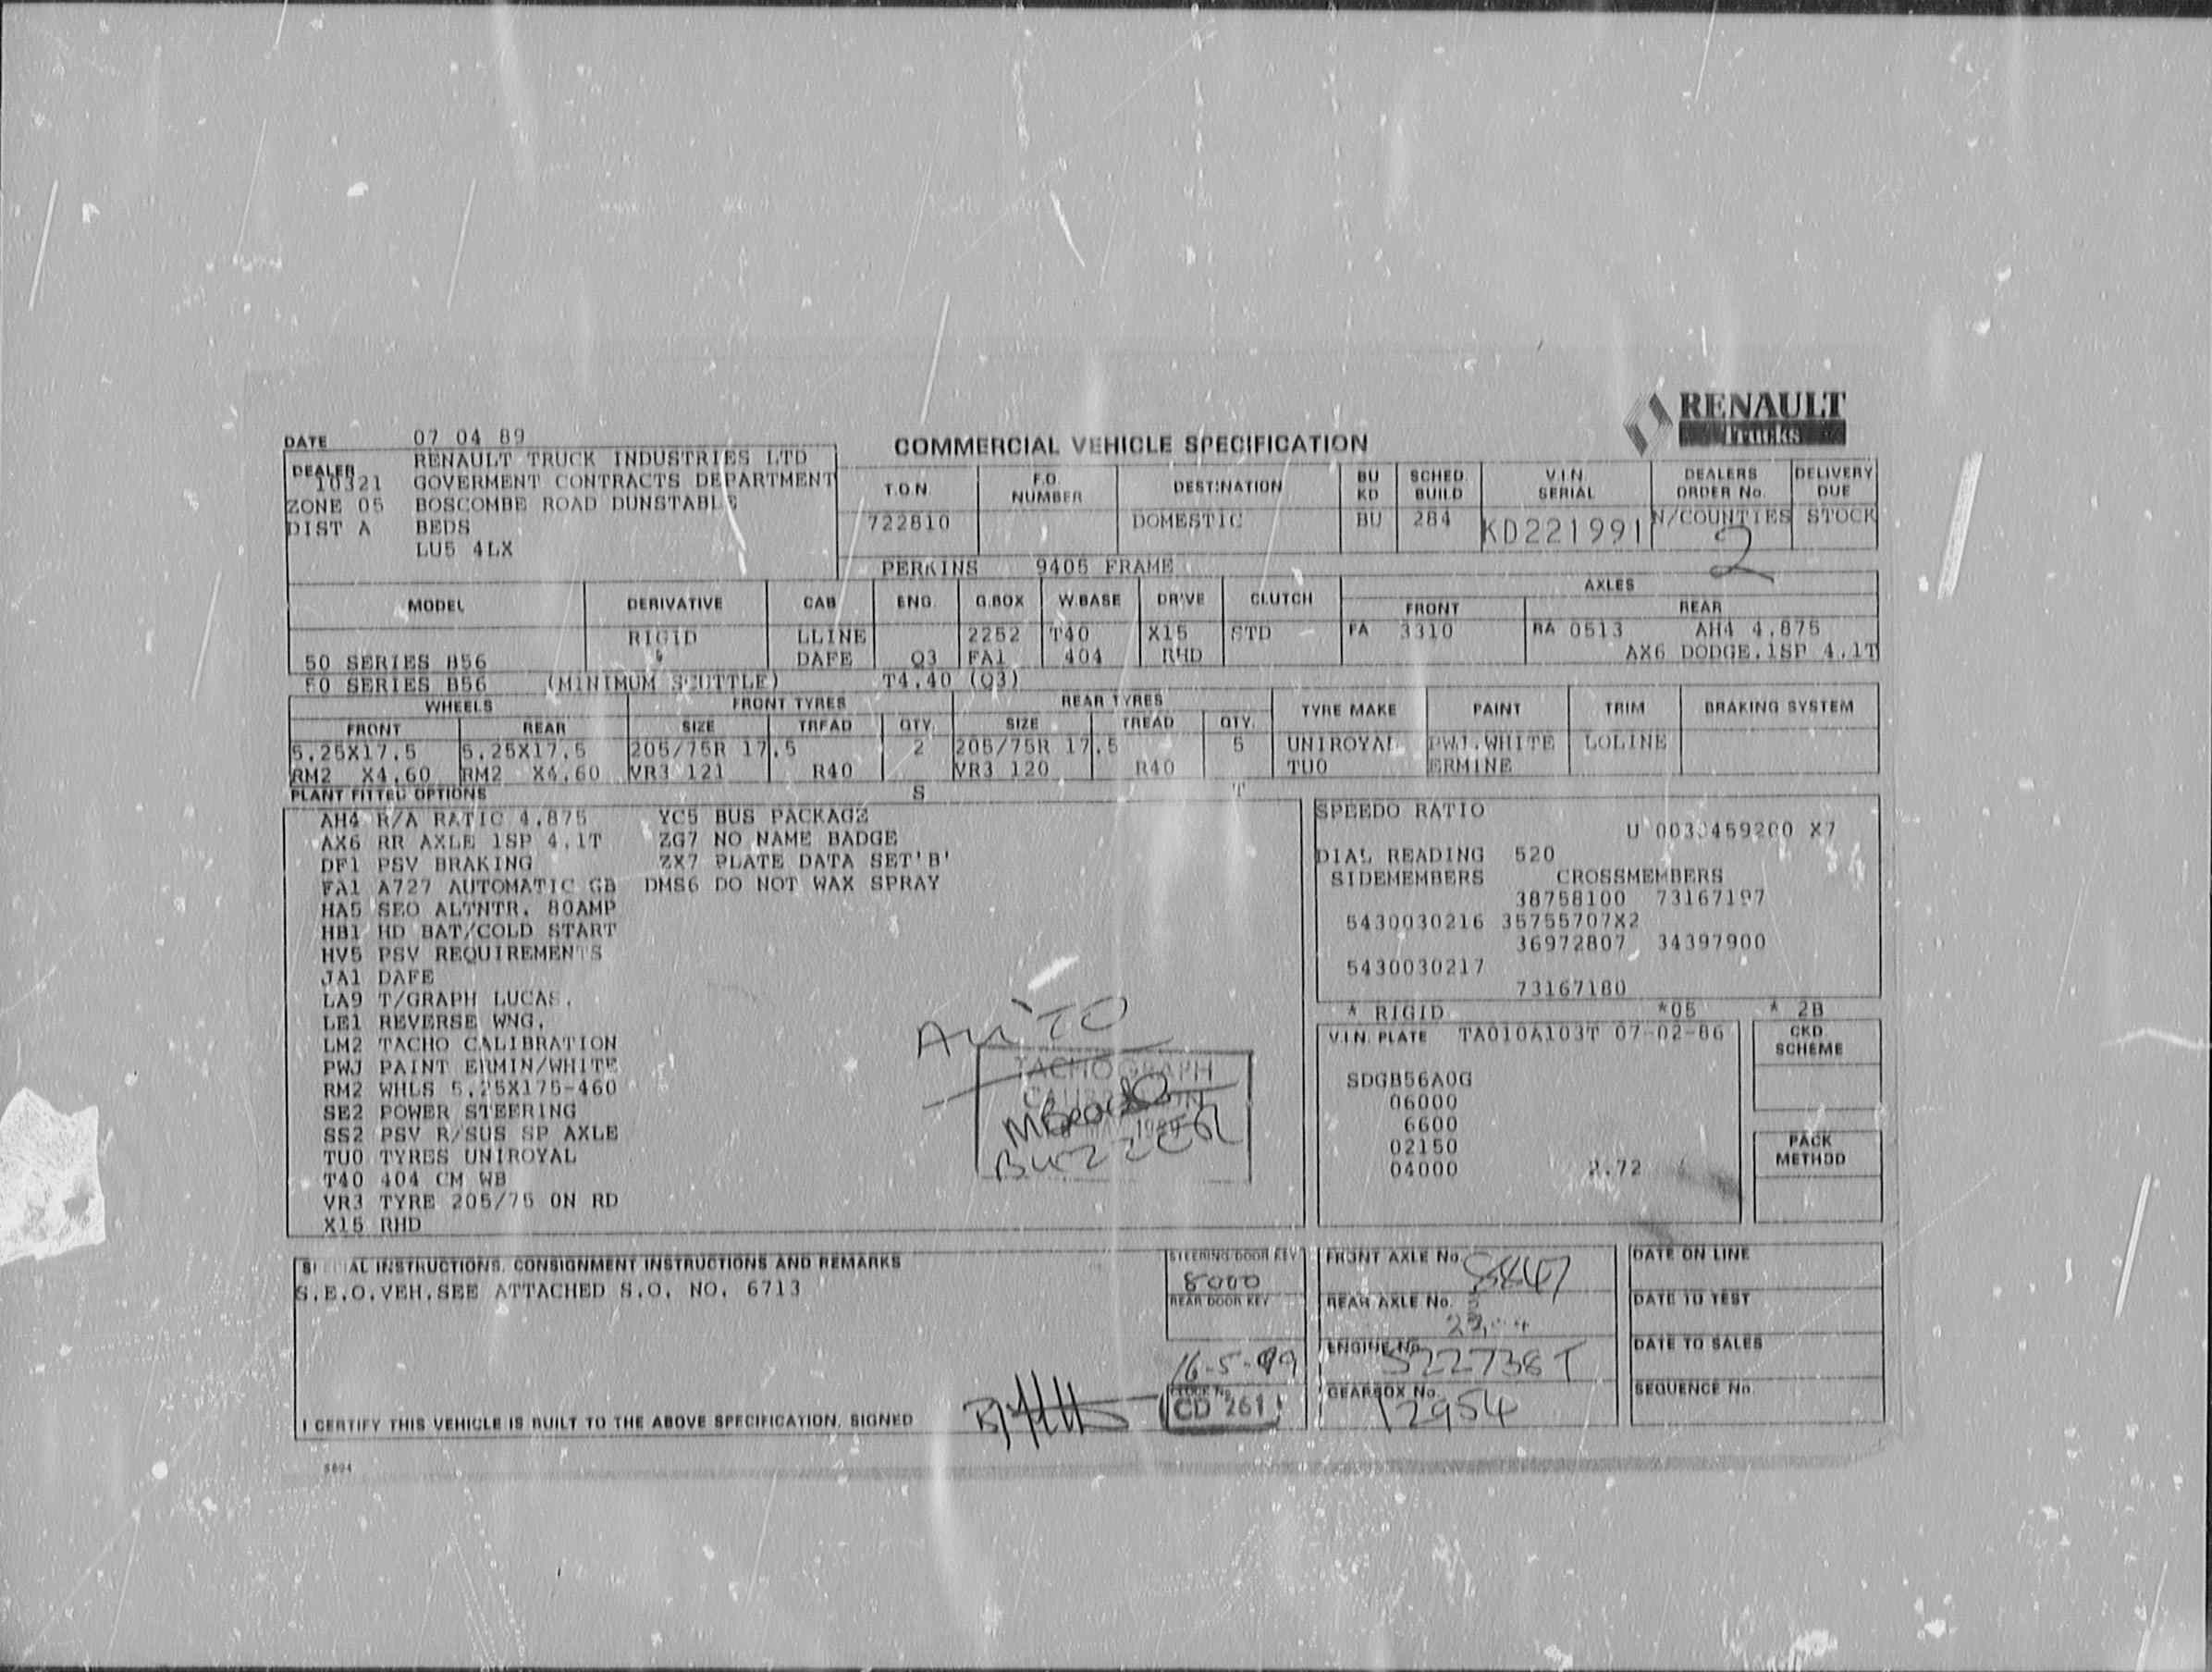 RENAULT
Trucks
DATE 07 04 89
COMMERCIAL VEHICLE SPECIFICATION
DEALER RENAULT TRUCK INDUSTRIES LTD
10321 GOVERMENT CONTRACTS DEPARTMENT
ZONE 05 BOSCOMBE ROAD DUNSTABLE
DIST A BEDS
LU5 4LX
T.O.N F.O. NUMBER DESTINATION BU KD SCHED BUILD V.I.N SERIAL DEALERS ORDER No. DELIVERY DUE
722810 DOMESTIC BU 284 KD221991 N/COUNTIES STOCK
2
PERKINS 9405 FRAME
MODEL DERIVATIVE CAB ENG. G.BOX W.BASE DRIVE CLUTCH AXLES
FRONT REAR
RIGID LLINE 2252 T40 X15 STD FA 3310 RA 0513 AH4 4.875
50 SERIES B56 DAFE Q3 FA1 404 RHD AX6 DODGE.1SP 4.1T
50 SERIES B56 (MINIMUM SCUTTLE) T4.40 (Q3)
WHEELS FRONT TYRES REAR TYRES TYRE MAKE PAINT TRIM BRAKING SYSTEM
FRONT REAR SIZE TREAD QTY. SIZE TREAD QTY.
5.25X17.5 5.25X17.5 205/75R 17.5 2 205/75R 17.5 5 UNIROYAL PWJ.WHITE LOLINE
RM2 X4.60 RM2 X4.60 VR3 121 R40 VR3 120 R40 TU0 ERMINE
PLANT FITTED OPTIONS S T
AH4 R/A RATIO 4.875 YC5 BUS PACKAGE
AX6 RR AXLE 1SP 4.1T ZG7 NO NAME BADGE
DF1 PSV BRAKING ZX7 PLATE DATA SET'B'
FA1 A727 AUTOMATIC GB DMS6 DO NOT WAX SPRAY
HA5 SEO ALTNTR. 80AMP
HB1 HD BAT/COLD START
HV5 PSV REQUIREMENTS
JA1 DAFE
LA9 T/GRAPH LUCAS.
LE1 REVERSE WNG.
LM2 TACHO CALIBRATION
PWJ PAINT ERMIN/WHITE
RM2 WHLS 5.25X175-460
SE2 POWER STEERING
SS2 PSV R/SUS SP AXLE
TU0 TYRES UNIROYAL
T40 404 CM WB
VR3 TYRE 205/75 ON RD
X15 RHD
AUTO
TACHOGRAPH
CALIBRATION
BUZZER
SPEEDO RATIO
X7
DIAL READING 520
SIDEMEMBERS CROSSMEMBERS
38758100 73167197
5430030216 35755707X2
36972807 34397900
5430030217
73167180
* RIGID *05 * 2B
V.I.N. PLATE TA010A103T 07-02-86
CKD SCHEME
SDGB56A0G
06000
6600
02150
04000 2.72
PACK METHOD
SPECIAL INSTRUCTIONS, CONSIGNMENT INSTRUCTIONS AND REMARKS
S.E.O.VEH.SEE ATTACHED S.O. NO. 6713
STEERING/DOOR KEY
8000
REAR DOOR KEY
16-5-89
CD 261
FRONT AXLE No.
REAR AXLE No.
ENGINE No.
522738T
GEARBOX No.
12954
DATE ON LINE
DATE TO TEST
DATE TO SALES
SEQUENCE No.
I CERTIFY THIS VEHICLE IS BUILT TO THE ABOVE SPECIFICATION, SIGNED